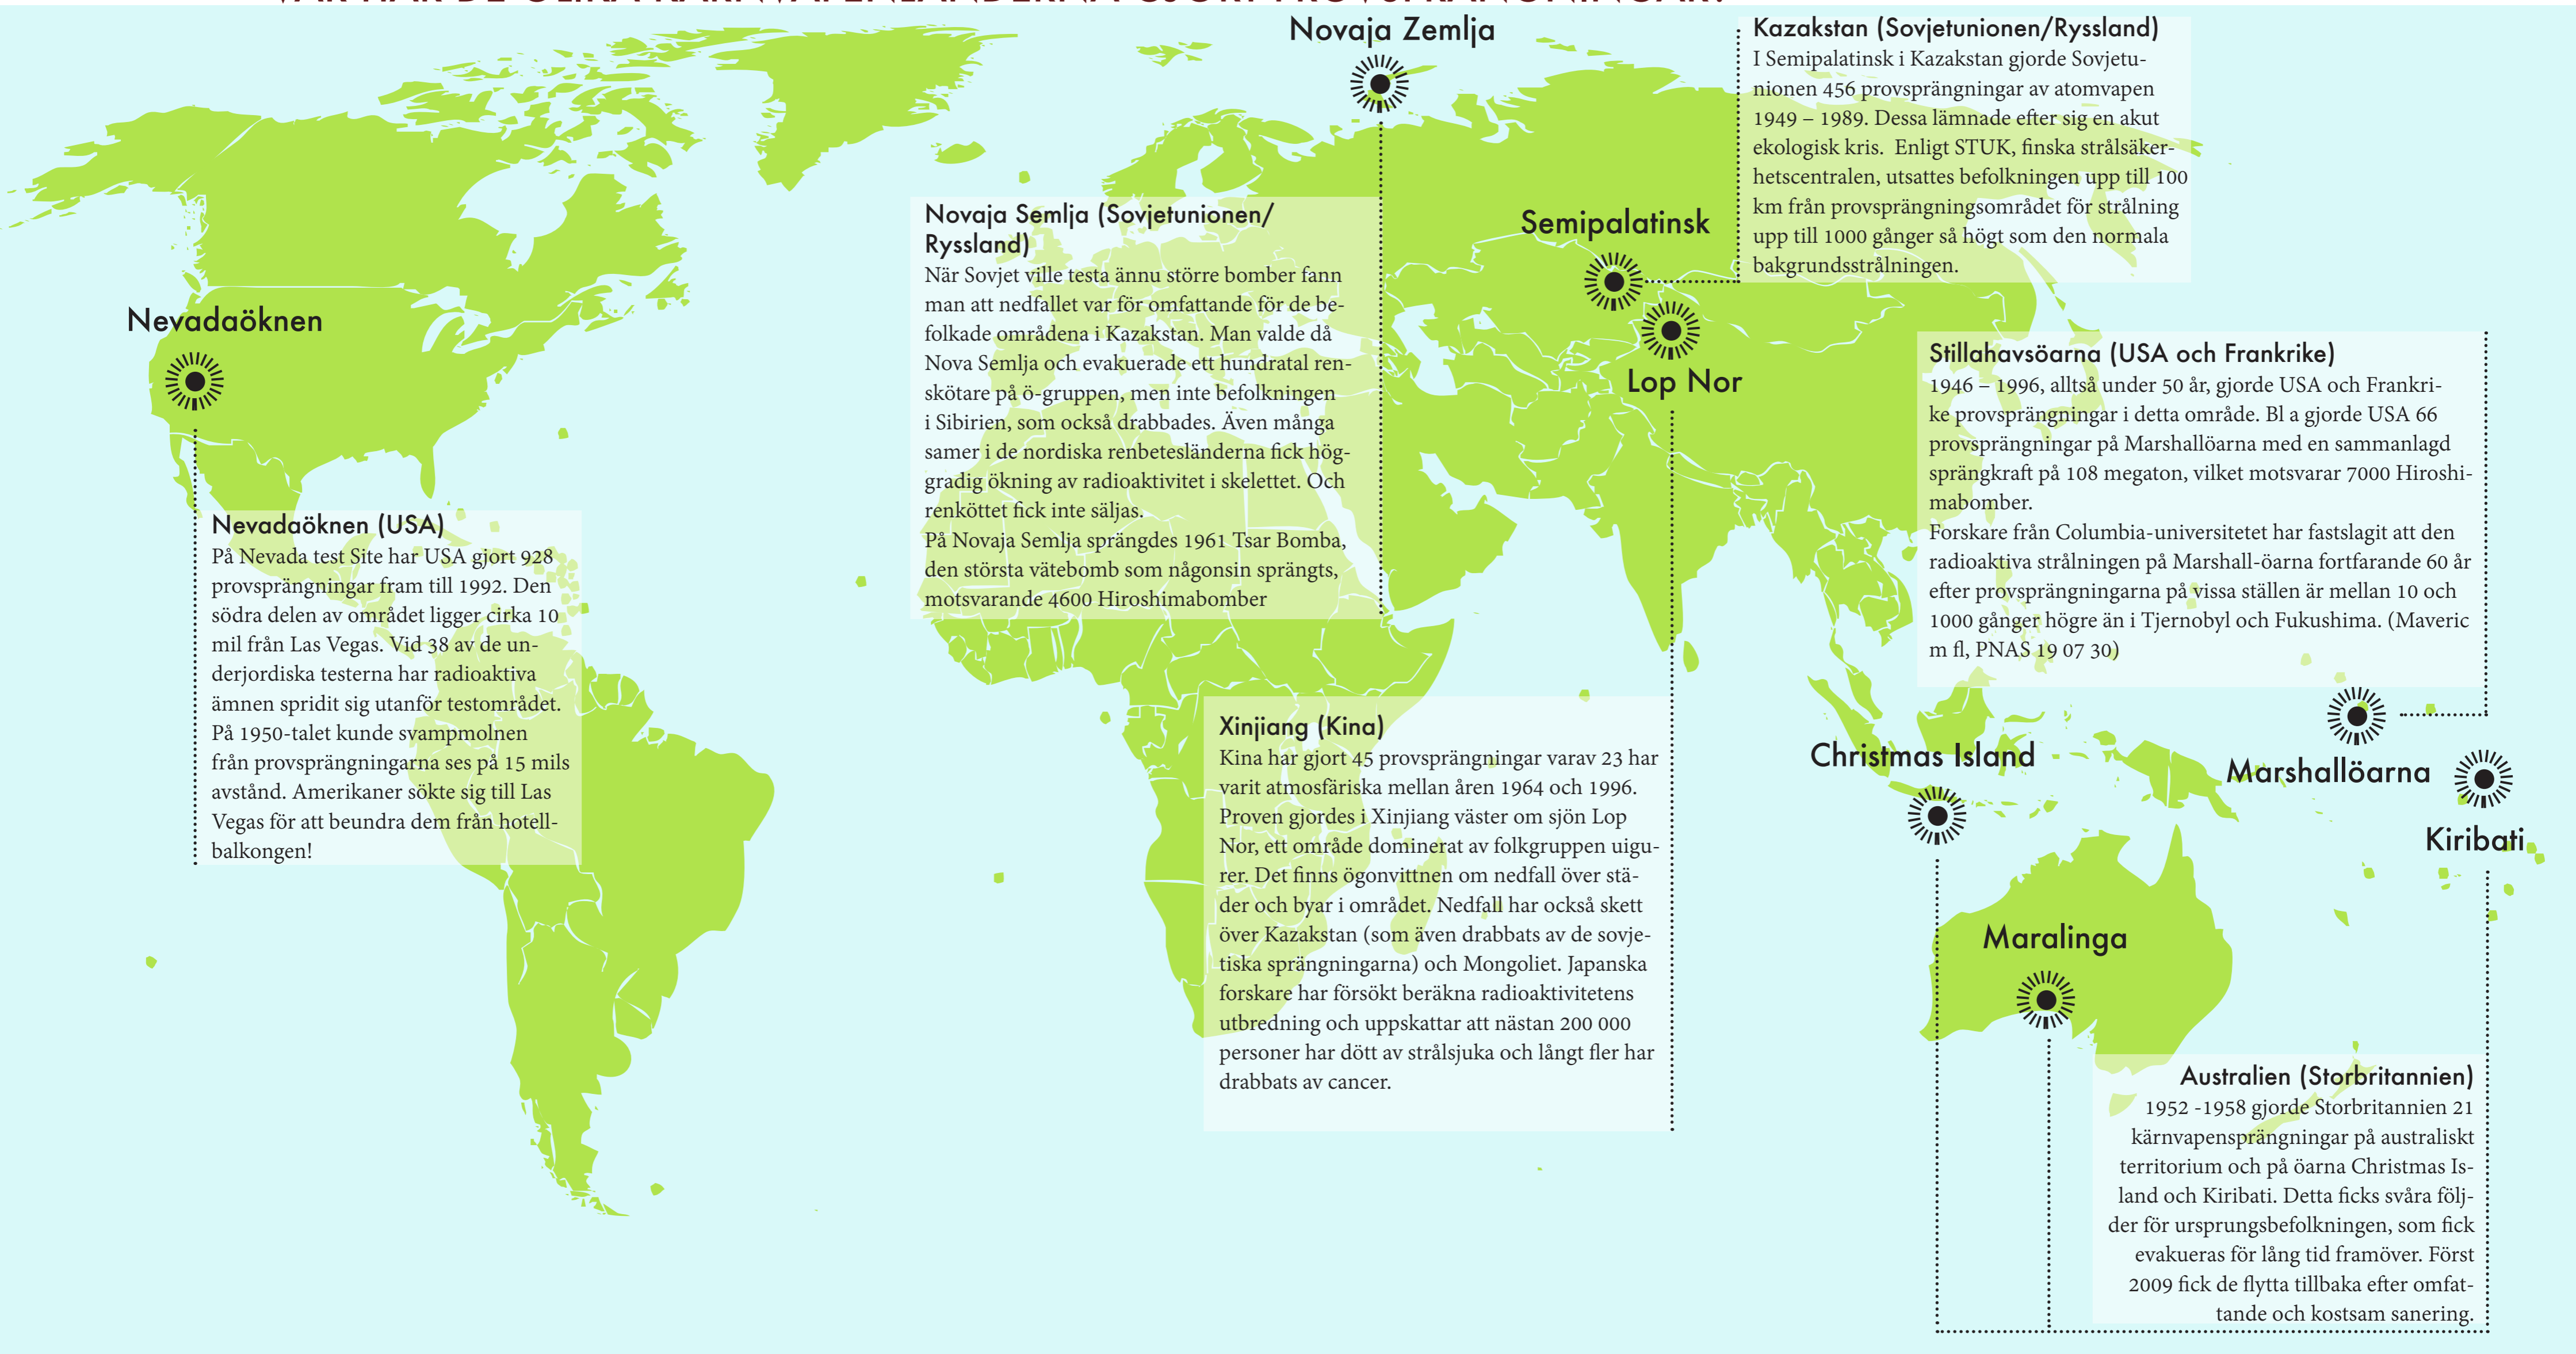 Novaja Zemlja
Kazakstan (Sovjetunionen/Ryssland)
I Semipalatinsk i Kazakstan gjorde Sovjetu-
nionen 456 provsprängningar av atomvapen
1949 – 1989. Dessa lämnade efter sig en akut
ekologisk kris. Enligt STUK, finska strålsäker-
hetscentralen, utsattes befolkningen upp till 100
km från provsprängningsområdet för strålning
upp till 1000 gånger så högt som den normala
bakgrundsstrålningen.
Semipalatinsk
Lop Nor
Novaja Semlja (Sovjetunionen/
Ryssland)
När Sovjet ville testa ännu större bomber fann
man att nedfallet var för omfattande för de be-
folkade områdena i Kazakstan. Man valde då
Nova Semlja och evakuerade ett hundratal ren-
skötare på ö-gruppen, men inte befolkningen
i Sibirien, som också drabbades. Även många
samer i de nordiska renbetesländerna fick hög-
gradig ökning av radioaktivitet i skelettet. Och
renköttet fick inte säljas.
På Novaja Semlja sprängdes 1961 Tsar Bomba,
den största vätebomb som någonsin sprängts,
motsvarande 4600 Hiroshimabomber
Nevadaöknen
Nevadaöknen (USA)
På Nevada test Site har USA gjort 928
provsprängningar fram till 1992. Den
södra delen av området ligger cirka 10
mil från Las Vegas. Vid 38 av de un-
derjordiska testerna har radioaktiva
ämnen spridit sig utanför testområdet.
På 1950-talet kunde svampmolnen
från provsprängningarna ses på 15 mils
avstånd. Amerikaner sökte sig till Las
Vegas för att beundra dem från hotell-
balkongen!
Stillahavsöarna (USA och Frankrike)
1946 – 1996, alltså under 50 år, gjorde USA och Frankri-
ke provsprängningar i detta område. Bl a gjorde USA 66
provsprängningar på Marshallöarna med en sammanlagd
sprängkraft på 108 megaton, vilket motsvarar 7000 Hiroshi-
mabomber.
Forskare från Columbia-universitetet har fastslagit att den
radioaktiva strålningen på Marshall-öarna fortfarande 60 år
efter provsprängningarna på vissa ställen är mellan 10 och
1000 gånger högre än i Tjernobyl och Fukushima. (Maveric
m fl, PNAS 19 07 30)
Xinjiang (Kina)
Kina har gjort 45 provsprängningar varav 23 har
varit atmosfäriska mellan åren 1964 och 1996.
Proven gjordes i Xinjiang väster om sjön Lop
Nor, ett område dominerat av folkgruppen uigu-
rer. Det finns ögonvittnen om nedfall över stä-
der och byar i området. Nedfall har också skett
över Kazakstan (som även drabbats av de sovje-
tiska sprängningarna) och Mongoliet. Japanska
forskare har försökt beräkna radioaktivitetens
utbredning och uppskattar att nästan 200 000
personer har dött av strålsjuka och långt fler har
drabbats av cancer.
Christmas Island
Marshallöarna
Kiribati
Maralinga
Australien (Storbritannien)
1952 -1958 gjorde Storbritannien 21
kärnvapensprängningar på australiskt
territorium och på öarna Christmas Is-
land och Kiribati. Detta ficks svåra följ-
der för ursprungsbefolkningen, som fick
evakueras för lång tid framöver. Först
2009 fick de flytta tillbaka efter omfat-
tande och kostsam sanering.